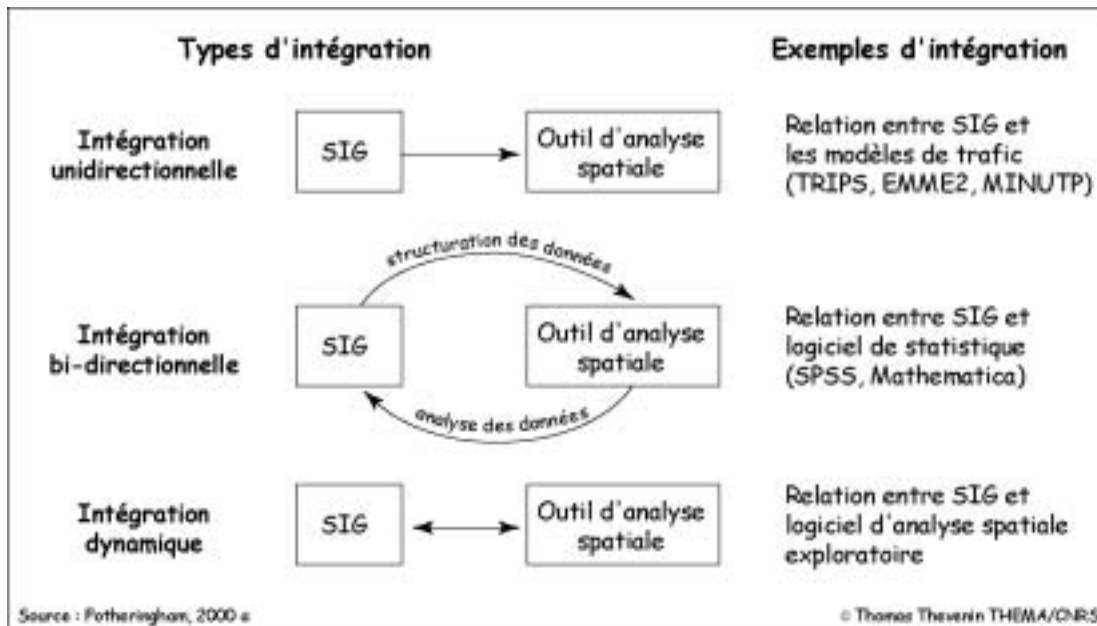 Types d'intégration
Exemples d'intégration
Intégration
unidirectionnelle
SIG
Outil d'analyse
spatiale
Relation entre SIG et
les modèles de trafic
(TRIPS, EMME2, MINUTP)
structuration des données
Intégration
bi-directionnelle
SIG
Outil d'analyse
spatiale
Relation entre SIG et
logiciel de statistique
(SPSS, Mathematica)
analyse des données
Intégration
dynamique
SIG
Outil d'analyse
spatiale
Relation entre SIG et
logiciel d'analyse spatiale
exploratoire
Source : Fotheringham, 2000 a
© Thomas Thevenin THEMA/CNRS